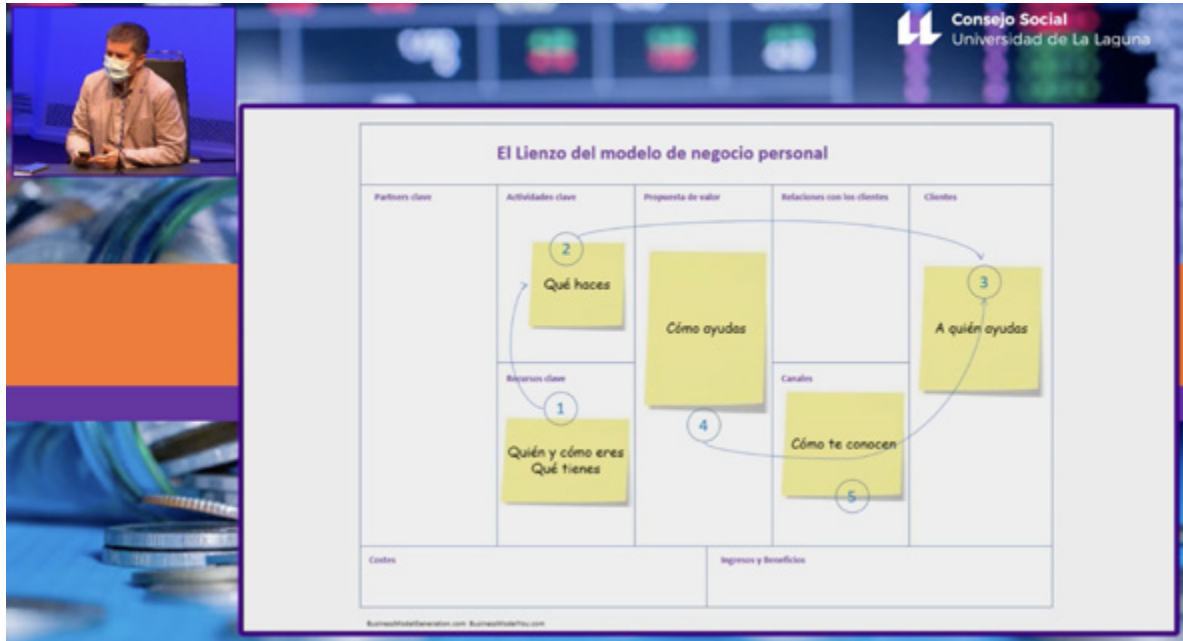 Consejo Social
Universidad de La Laguna
El Lienzo del modelo de negocio personal
Partners clave
Actividades clave
Propuesta de valor
Relaciones con los clientes
Clientes
2
Qué haces
Cómo ayudas
3
A quién ayudas
Recursos clave
1
Quién y cómo eres
Qué tienes
4
Canales
Cómo te conocen
5
Costes
Ingresos y Beneficios
BusinessModelGeneration.com BusinessModelYou.com